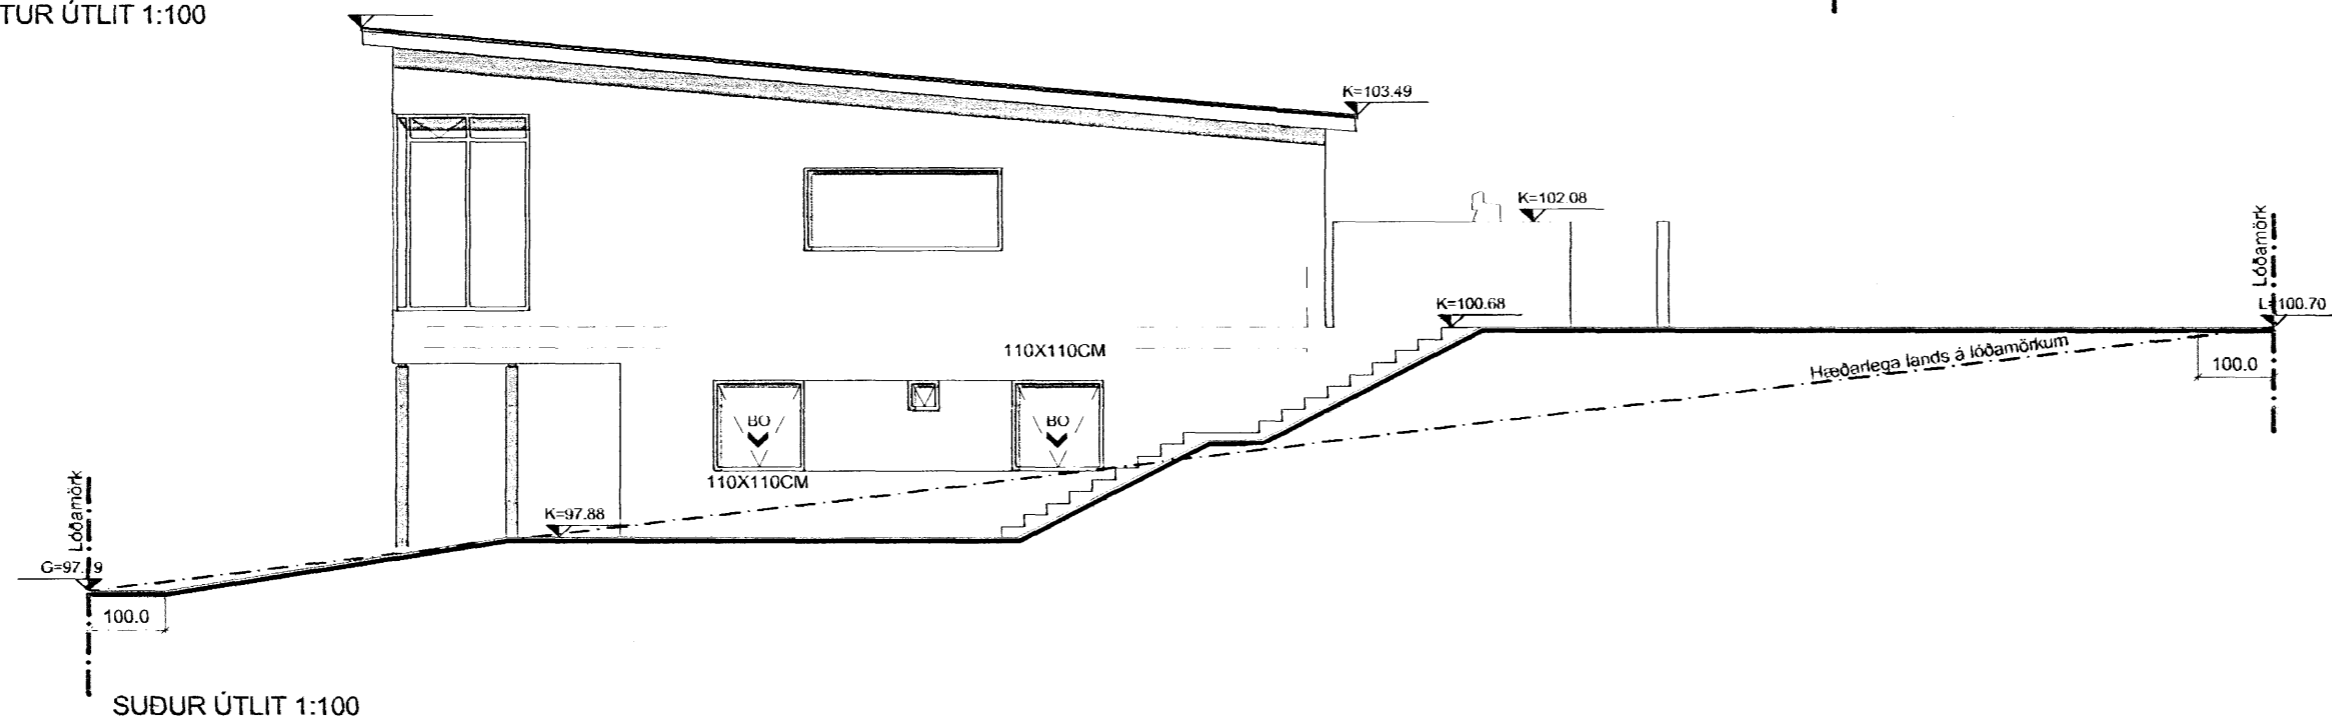 TUR ÚTLIT 1:100
K=103.49
K=102.08
Lóðamörk
K=100.68
L=100.70
110X110CM
Hæðarlega lands á lóðamörkum
100.0
BO
BO
110X110CM
Lóðamörk
K=97.88
100.0
SUÐUR ÚTLIT 1:100